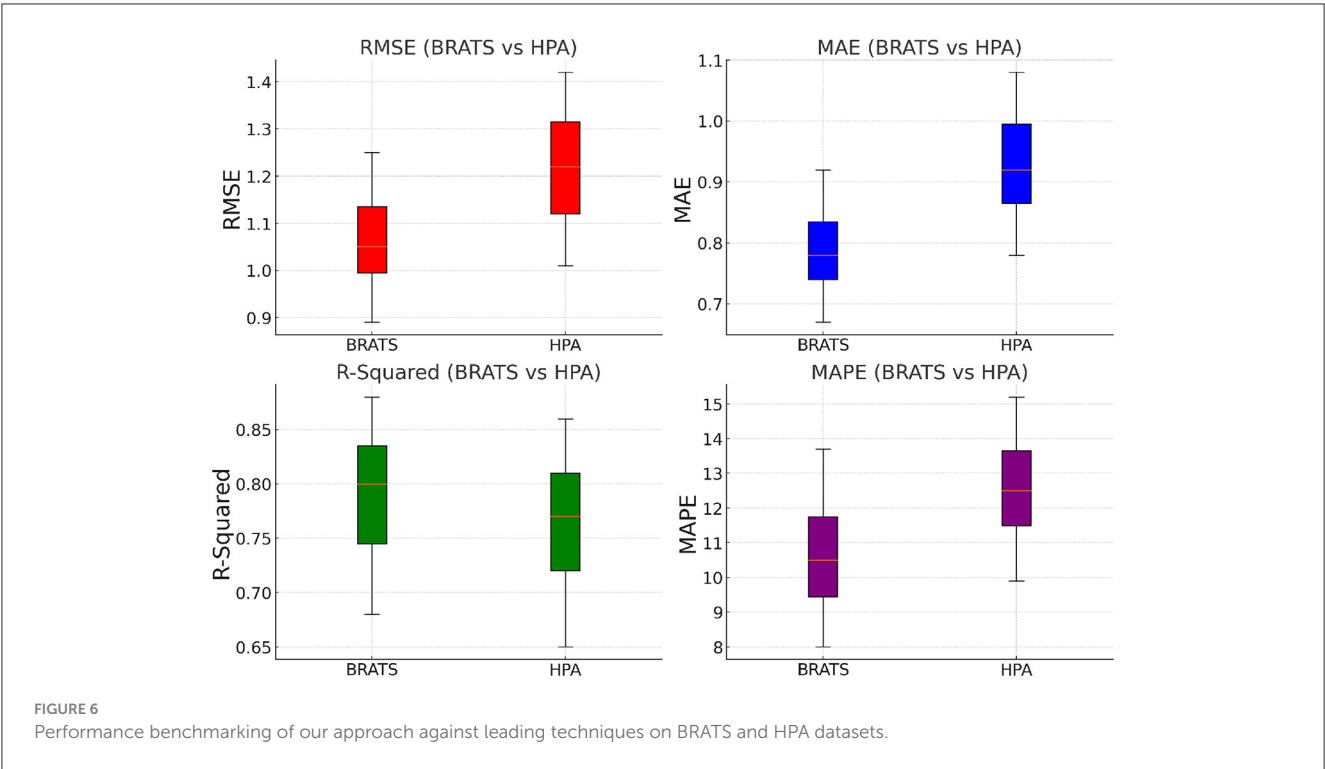 RMSE (BRATS vs HPA)
RMSE
1.4
1.3
1.2
1.1
1.0
0.9
BRATS HPA
MAE (BRATS vs HPA)
MAE
1.1
1.0
0.9
0.8
0.7
BRATS HPA
R-Squared (BRATS vs HPA)
R-Squared
0.85
0.80
0.75
0.70
0.65
BRATS HPA
MAPE (BRATS vs HPA)
MAPE
15
14
13
12
11
10
9
8
BRATS HPA
FIGURE 6
Performance benchmarking of our approach against leading techniques on BRATS and HPA datasets.